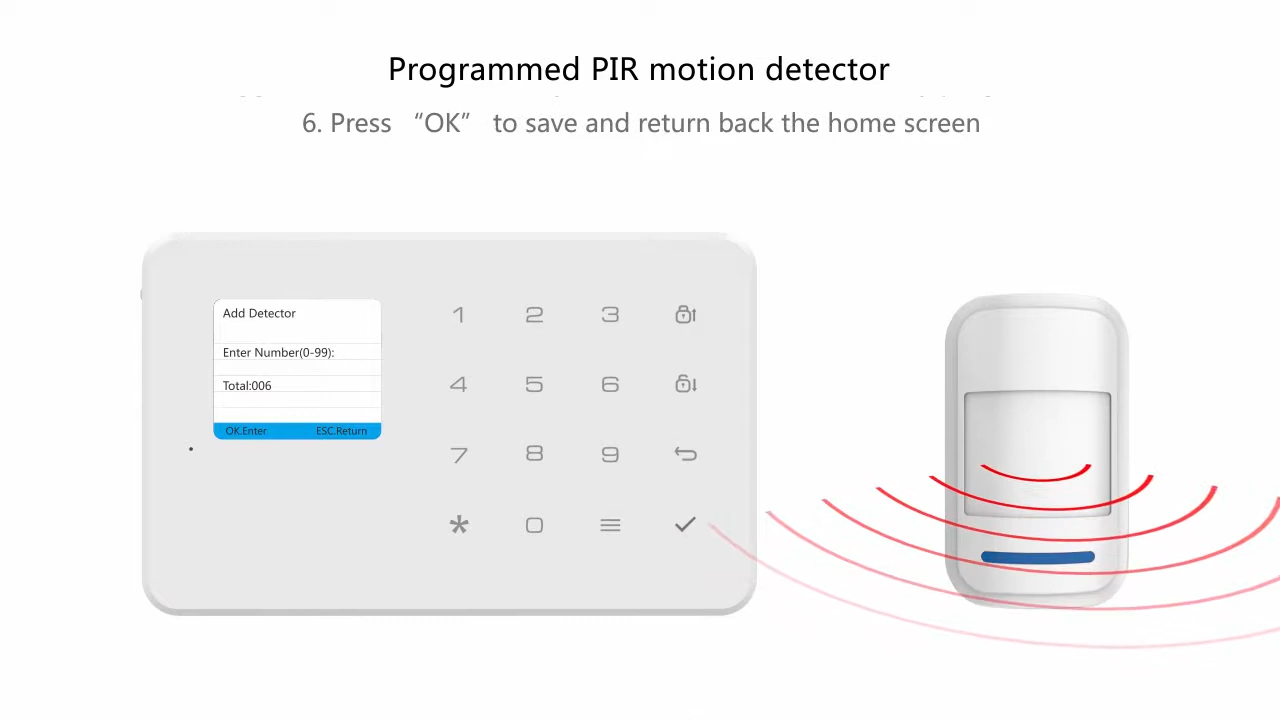 Programmed PIR motion detector
6. Press “OK” to save and return back the home screen
Add Detector
Enter Number(0-99):
Total:006
OK.Enter ESC.Return
1 2 3
4 5 6
7 8 9
* 0